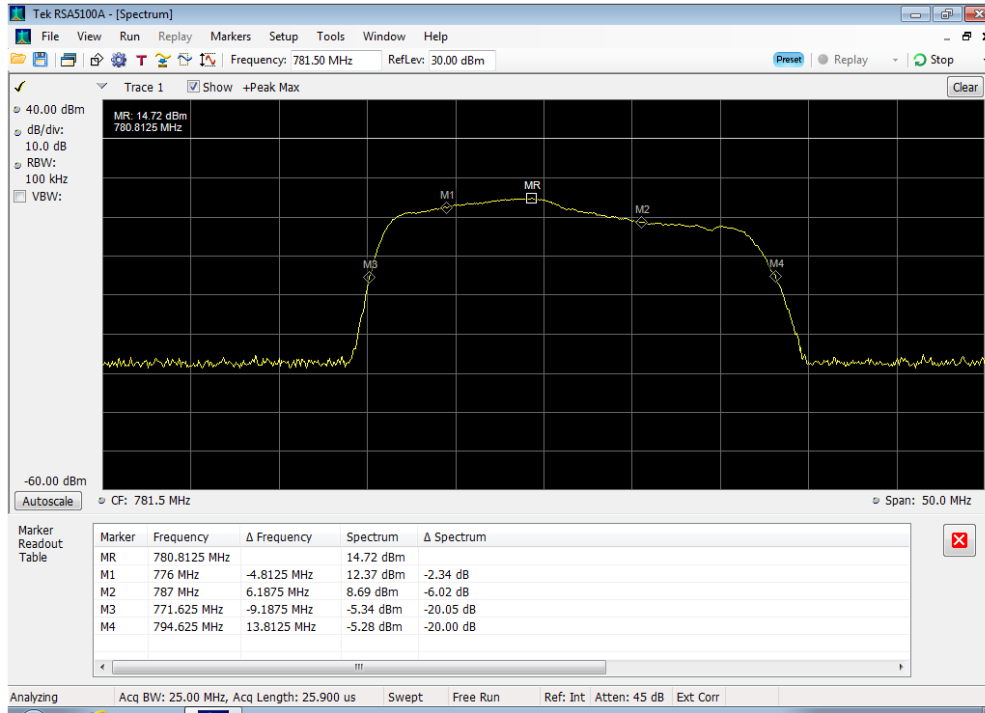 Tek RSA5100A - [Spectrum]
File View Run Replay Markers Setup Tools Window Help
T Frequency: 781.50 MHz RefLev: 30.00 dBm Preset Replay Stop
Trace 1 Show +Peak Max Clear
40.00 dBm
dB/div:
10.0 dB
RBW:
100 kHz
VBW:
MR: 14.72 dBm
780.8125 MHz
M1
MR
M2
M3
M4
-60.00 dBm
Autoscale CF: 781.5 MHz Span: 50.0 MHz
Marker
Readout
Table
Marker Frequency Δ Frequency Spectrum Δ Spectrum
MR 780.8125 MHz 14.72 dBm
M1 776 MHz -4.8125 MHz 12.37 dBm -2.34 dB
M2 787 MHz 6.1875 MHz 8.69 dBm -6.02 dB
M3 771.625 MHz -9.1875 MHz -5.34 dBm -20.05 dB
M4 794.625 MHz 13.8125 MHz -5.28 dBm -20.00 dB
Analyzing Acq BW: 25.00 MHz, Acq Length: 25.900 us Swept Free Run Ref: Int Atten: 45 dB Ext Corr